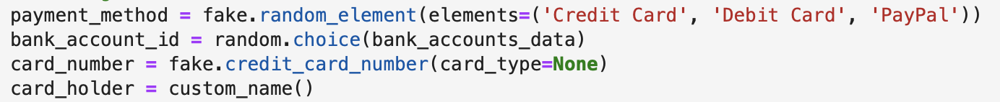 payment_method = fake.random_element(elements=('Credit Card', 'Debit Card', 'PayPal'))
bank_account_id = random.choice(bank_accounts_data)
card_number = fake.credit_card_number(card_type=None)
card_holder = custom_name()